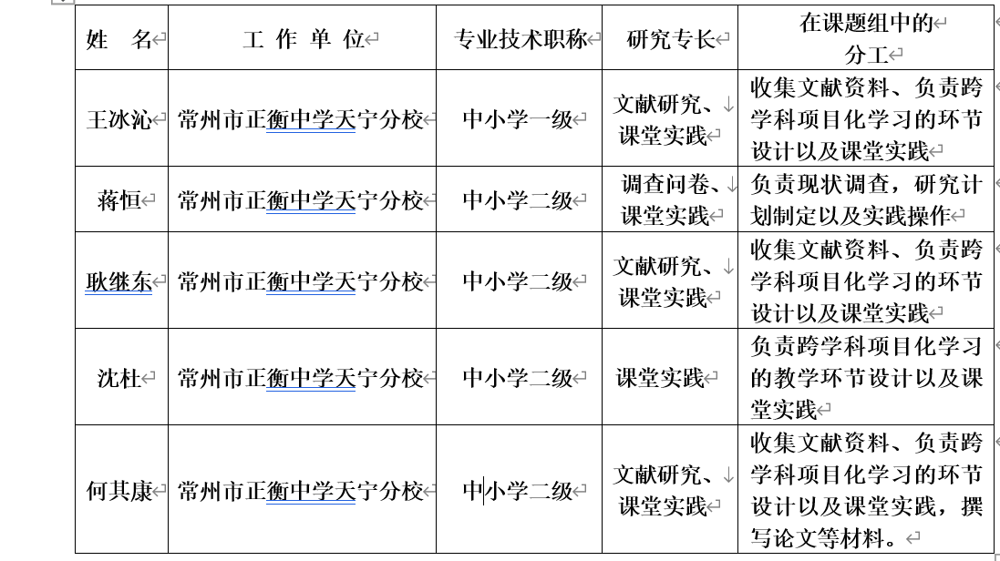 姓 名 工 作 单 位 专业技术职称 研究专长 在课题组中的
分工
王冰沁 常州市正衡中学天宁分校 中小学一级 文献研究、
课堂实践 收集文献资料、负责跨
学科项目化学习的环节
设计以及课堂实践
蒋恒 常州市正衡中学天宁分校 中小学二级 调查问卷、
课堂实践 负责现状调查，研究计
划制定以及实践操作
耿继东 常州市正衡中学天宁分校 中小学二级 文献研究、
课堂实践 收集文献资料、负责跨
学科项目化学习的环节
设计以及课堂实践
沈杜 常州市正衡中学天宁分校 中小学二级 课堂实践 负责跨学科项目化学习
的教学环节设计以及课
堂实践
何其康 常州市正衡中学天宁分校 中小学二级 文献研究、
课堂实践 收集文献资料、负责跨
学科项目化学习的环节
设计以及课堂实践，撰
写论文等材料。